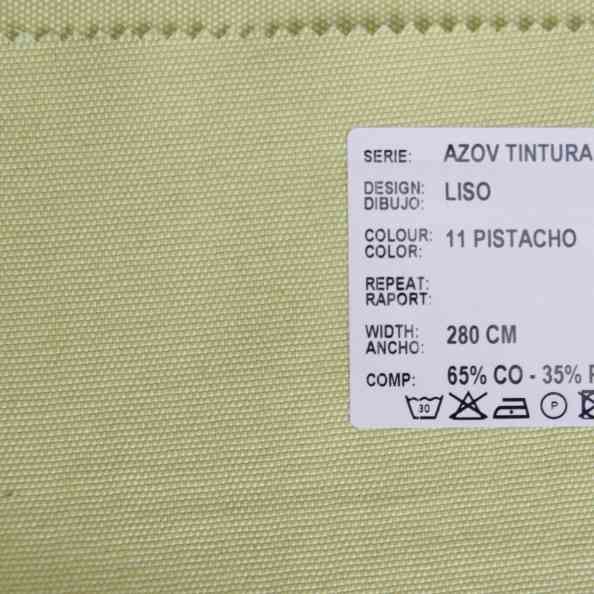 SERIE: AZOV TINTURA
DESIGN: LISO
DIBUJO:
COLOUR: 11 PISTACHO
COLOR:
REPEAT:
RAPORT:
WIDTH: 280 CM
ANCHO:
COMP: 65% CO - 35%
30 P